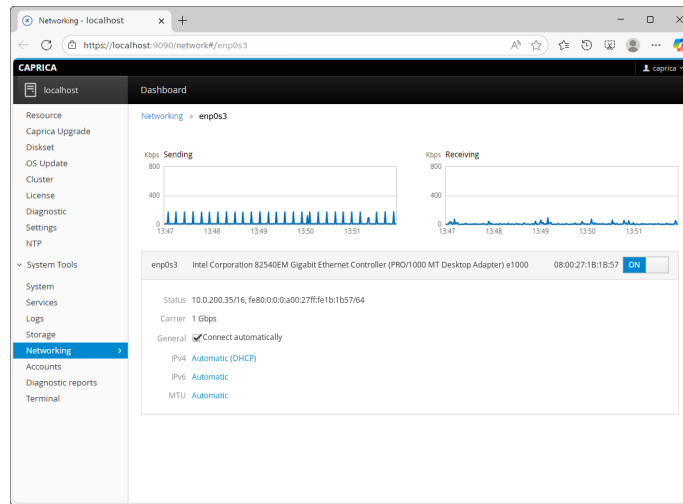 Networking - localhost
https://localhost:9090/network#/enp0s3
CAPRICA
caprica
localhost
Dashboard
Resource
Caprica Upgrade
Diskset
OS Update
Cluster
License
Diagnostic
Settings
NTP
System Tools
System
Services
Logs
Storage
Networking
Accounts
Diagnostic reports
Terminal
Networking » enp0s3
Kbps Sending
800
400
0
13:47 13:48 13:49 13:50 13:51
Kbps Receiving
800
400
0
13:47 13:48 13:49 13:50 13:51
enp0s3 Intel Corporation 82540EM Gigabit Ethernet Controller (PRO/1000 MT Desktop Adapter) e1000 08:00:27:1B:1B:57 ON
Status 10.0.200.35/16, fe80:0:0:0:a00:27ff:fe1b:1b57/64
Carrier 1 Gbps
General Connect automatically
IPv4 Automatic (DHCP)
IPv6 Automatic
MTU Automatic